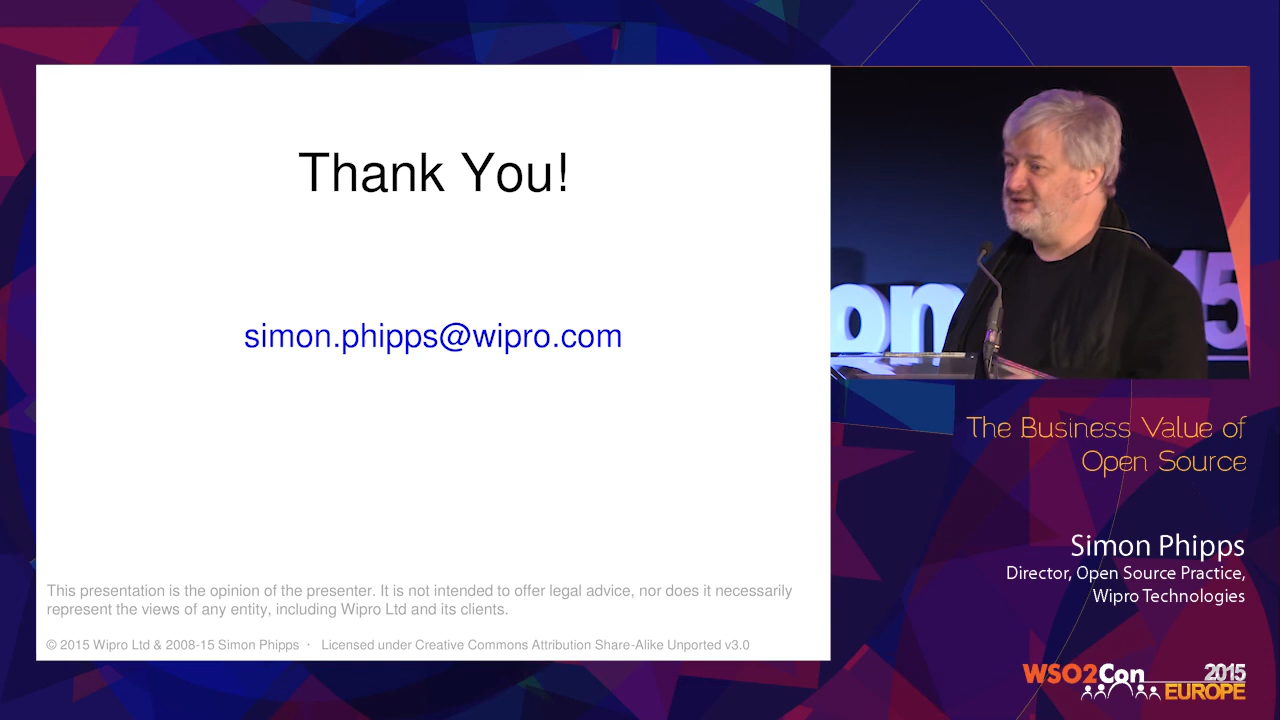 Thank You!
simon.phipps@wipro.com
This presentation is the opinion of the presenter. It is not intended to offer legal advice, nor does it necessarily
represent the views of any entity, including Wipro Ltd and its clients.
© 2015 Wipro Ltd & 2008-15 Simon Phipps · Licensed under Creative Commons Attribution Share-Alike Unported v3.0
on
15
The Business Value of
Open Source
Simon Phipps
Director, Open Source Practice,
Wipro Technologies
WSO2Con 2015
EUROPE